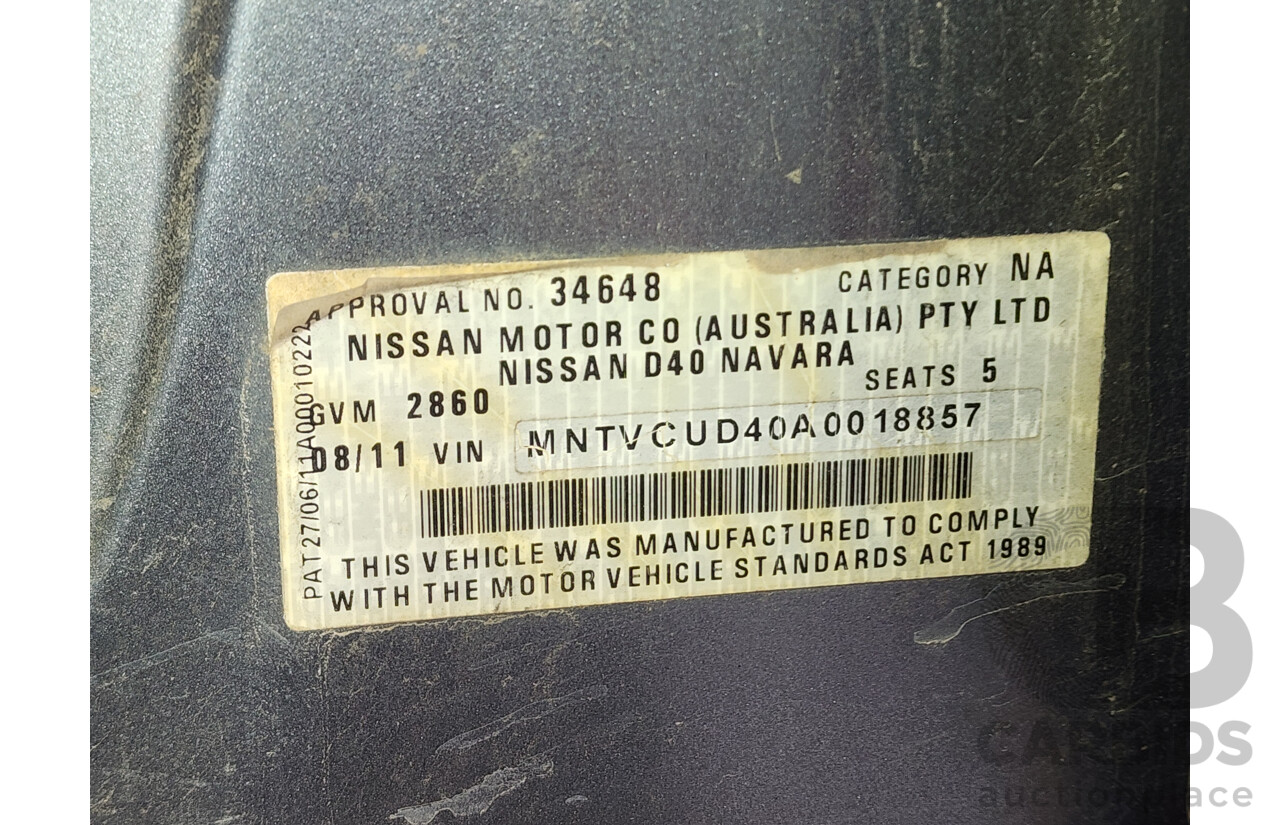 APPROVAL NO. 34648 CATEGORY NA
NISSAN MOTOR CO (AUSTRALIA) PTY LTD
NISSAN D40 NAVARA
GVM 2860 SEATS 5
08/11 VIN MNTVCUD40A0018857
THIS VEHICLE WAS MANUFACTURED TO COMPLY
WITH THE MOTOR VEHICLE STANDARDS ACT 1989
PAT27/06/11A00010222